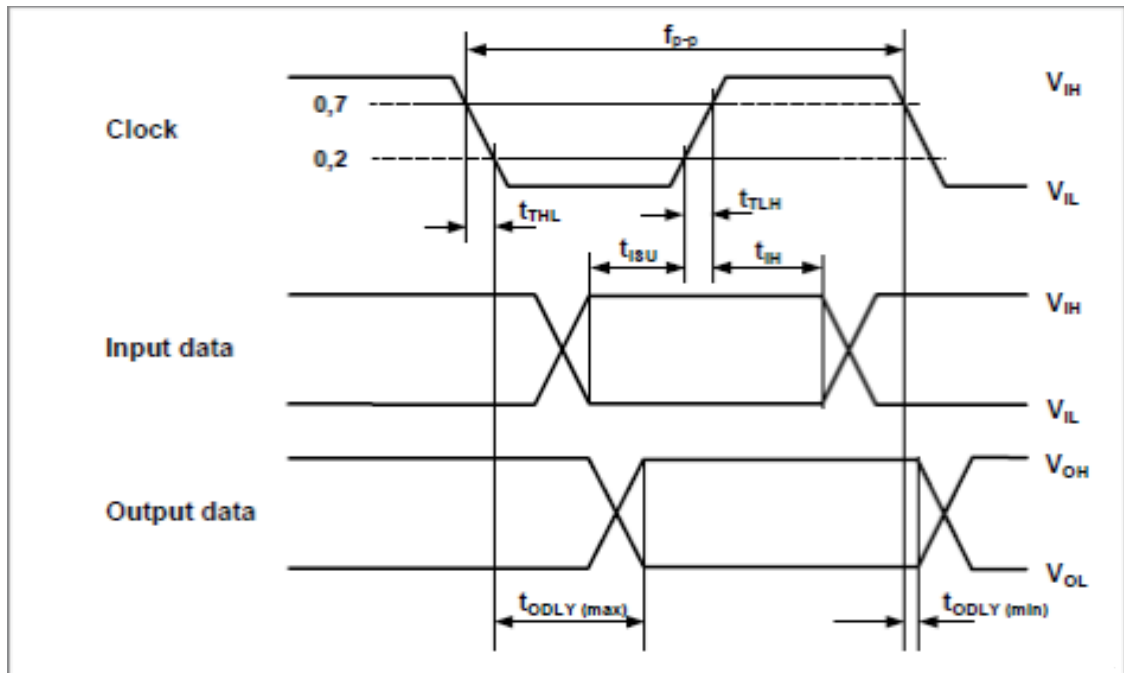 fp-p
VIH
0,7
Clock
0,2
VIL
tTHL
tTLH
tISU
tIH
VIH
Input data
VIL
VOH
Output data
VOL
tODLY (max)
tODLY (min)